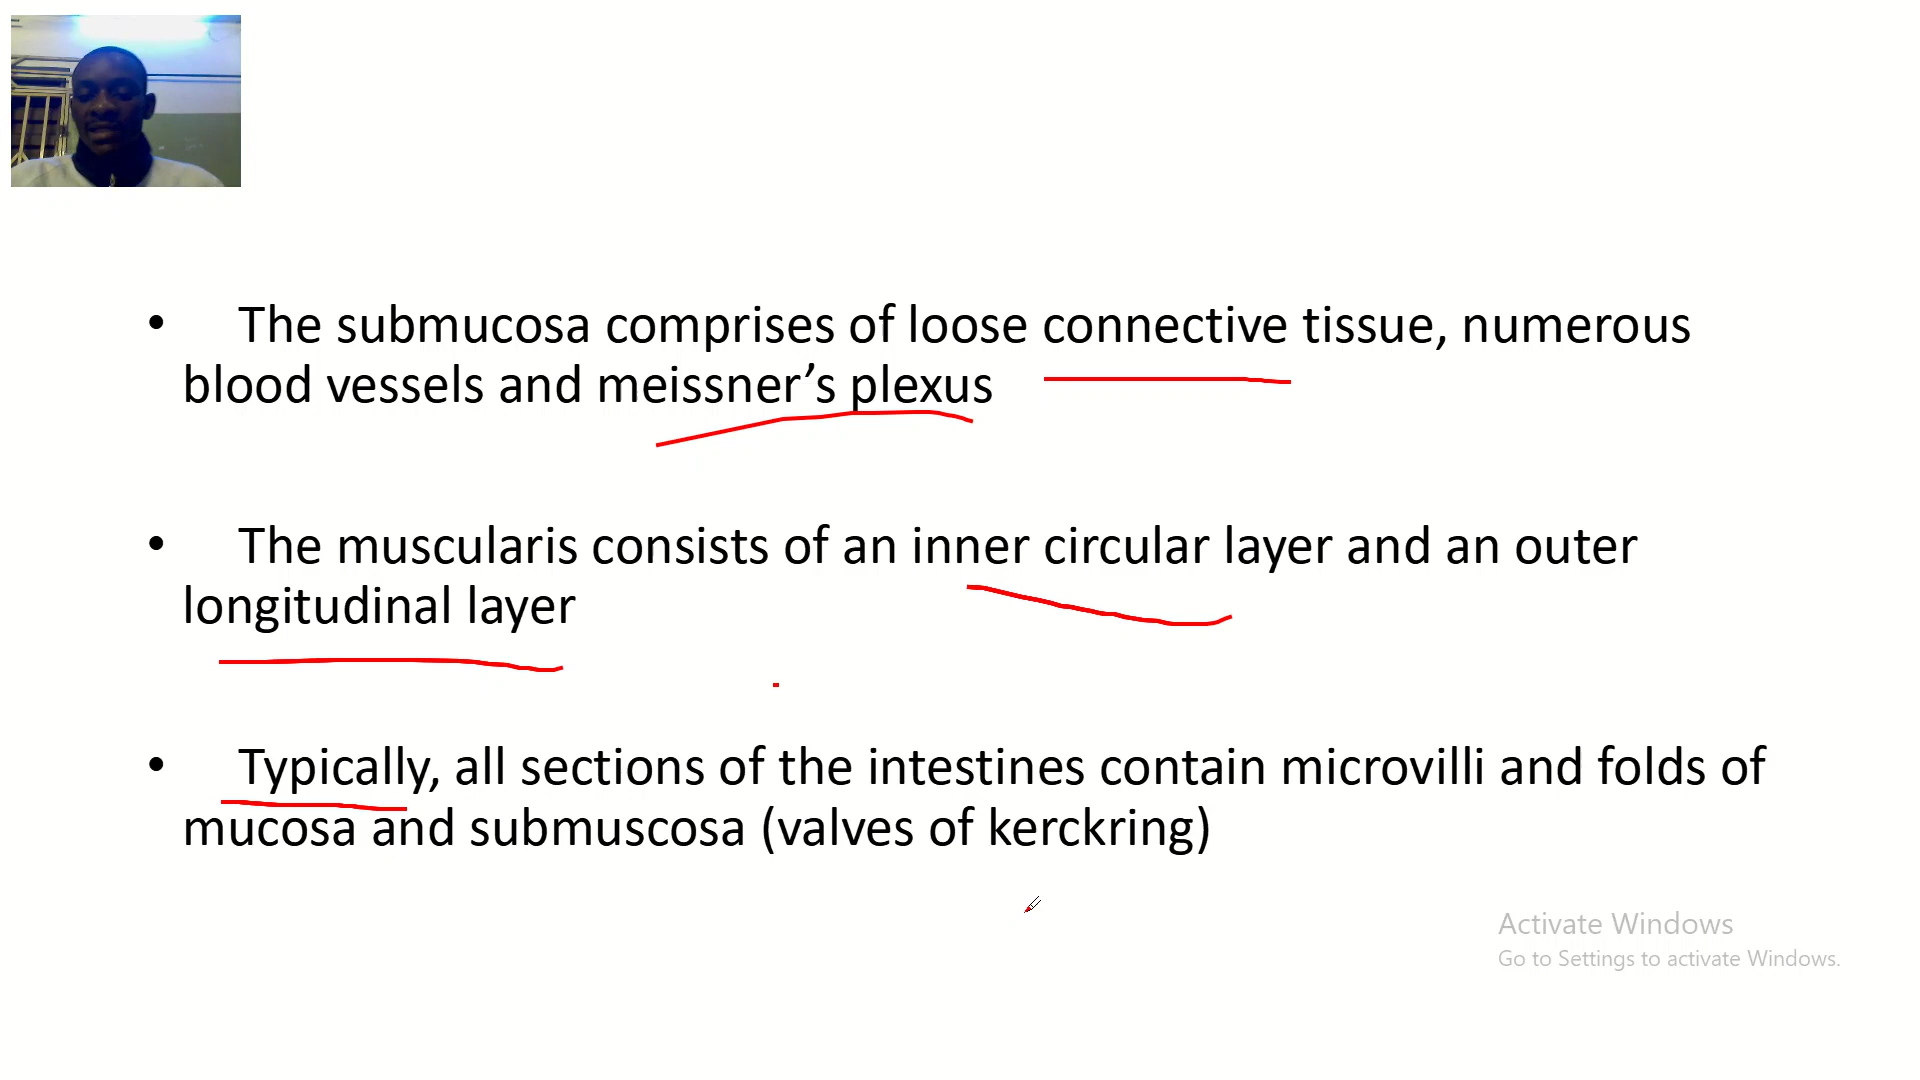 • The submucosa comprises of loose connective tissue, numerous
blood vessels and meissner’s plexus
• The muscularis consists of an inner circular layer and an outer
longitudinal layer
• Typically, all sections of the intestines contain microvilli and folds of
mucosa and submuscosa (valves of kerckring)
Activate Windows
Go to Settings to activate Windows.